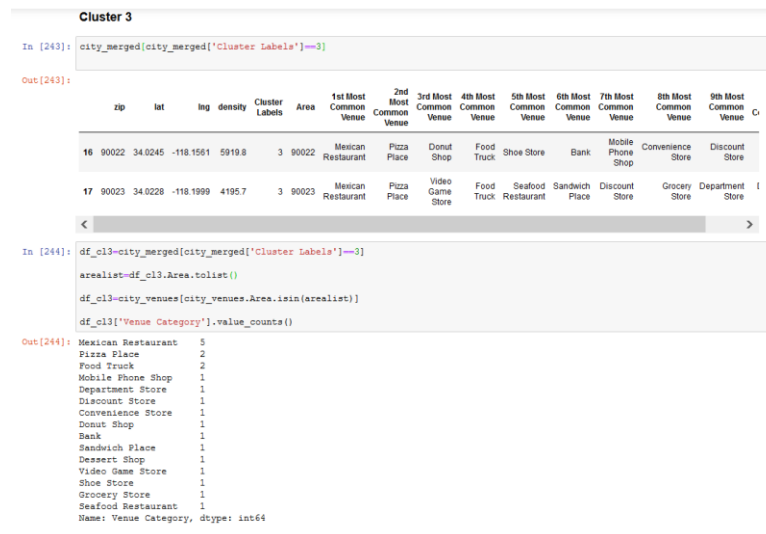 Cluster 3
In [243]: city_merged[city_merged['Cluster Labels']==3]
Out[243]:
zip lat lng density Cluster Labels Area 1st Most Common Venue 2nd Most Common Venue 3rd Most Common Venue 4th Most Common Venue 5th Most Common Venue 6th Most Common Venue 7th Most Common Venue 8th Most Common Venue 9th Most Common Venue
16 90022 34.0245 -118.1561 5919.8 3 90022 Mexican Restaurant Pizza Place Donut Shop Food Truck Shoe Store Bank Mobile Phone Shop Convenience Store Discount Store
17 90023 34.0228 -118.1999 4195.7 3 90023 Mexican Restaurant Pizza Place Video Game Store Food Truck Seafood Restaurant Sandwich Place Discount Store Grocery Store Department Store
In [244]: df_cl3=city_merged[city_merged['Cluster Labels']==3]
arealist=df_cl3.Area.tolist()
df_cl3=city_venues[city_venues.Area.isin(arealist)]
df_cl3['Venue Category'].value_counts()
Out[244]: Mexican Restaurant 5
Pizza Place 2
Food Truck 2
Mobile Phone Shop 1
Department Store 1
Discount Store 1
Convenience Store 1
Donut Shop 1
Bank 1
Sandwich Place 1
Dessert Shop 1
Video Game Store 1
Shoe Store 1
Grocery Store 1
Seafood Restaurant 1
Name: Venue Category, dtype: int64